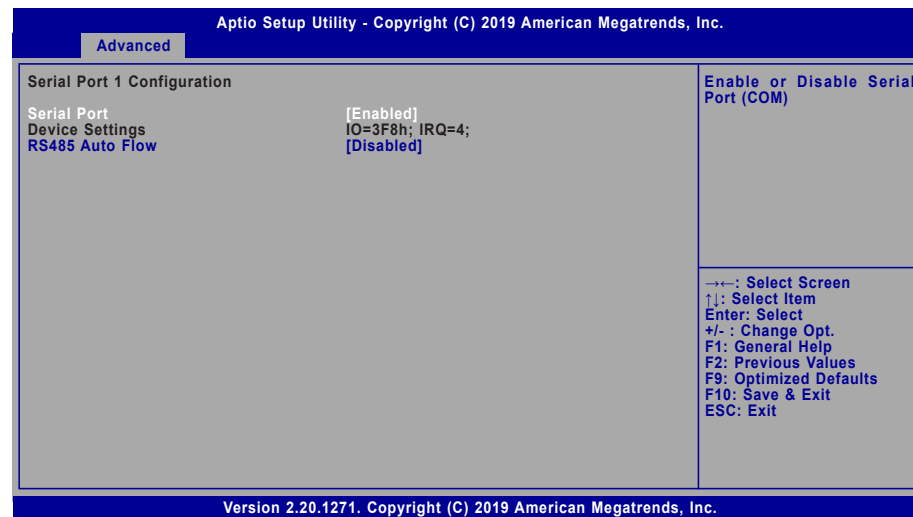 Aptio Setup Utility - Copyright (C) 2019 American Megatrends, Inc.
Advanced
Serial Port 1 Configuration
Serial Port [Enabled]
Device Settings IO=3F8h; IRQ=4;
RS485 Auto Flow [Disabled]
Enable or Disable Serial
Port (COM)
→←: Select Screen
↑↓: Select Item
Enter: Select
+/- : Change Opt.
F1: General Help
F2: Previous Values
F9: Optimized Defaults
F10: Save & Exit
ESC: Exit
Version 2.20.1271. Copyright (C) 2019 American Megatrends, Inc.